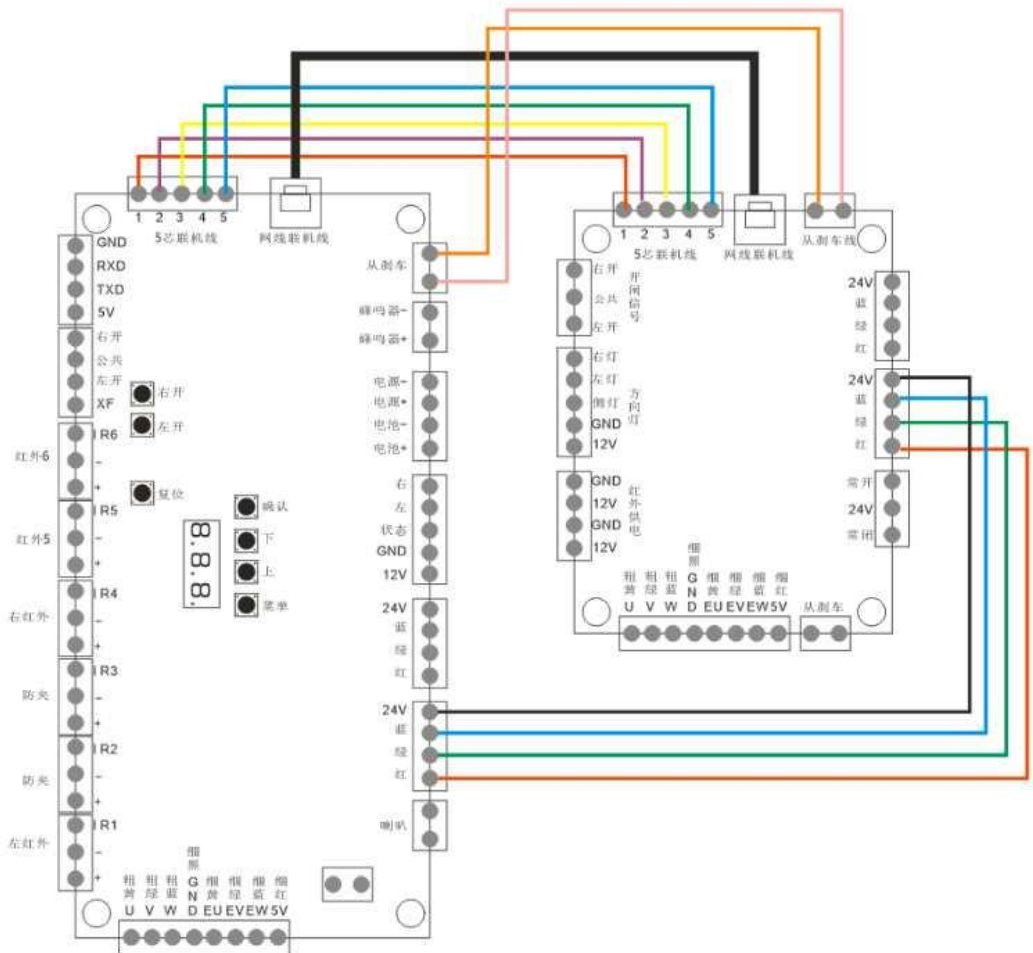 1 2 3 4 5
5芯联机线
网线联机线
GND
RXD
TXD
5V
右开
公共
左开
XF
右开
左开
复位
红外6
IR6
-
+
红外5
IR5
-
+
右红外
IR4
-
+
防夹
IR3
-
+
防夹
IR2
-
+
左红外
IR1
-
+
8.8.8.
下
上
菜单
从刹车
蜂鸣器-
蜂鸣器+
电源-
电源+
电池-
电池+
右
左
状态
GND
12V
24V
蓝
绿
红
24V
蓝
绿
红
喇叭
粗黄 粗绿 粗蓝 细黑 细黄 细绿 细蓝 细红
U V W GND EU EV EW 5V
1 2 3 4 5
5芯联机线
网线联机线
从刹车线
右开
公共
左开
开闸信号
右灯
左灯
侧灯
GND
12V
方向灯
GND
12V
GND
12V
红外供电
24V
蓝
绿
红
24V
蓝
绿
红
常开
24V
常闭
粗黄 粗绿 粗蓝 细黑 细黄 细绿 细蓝 细红
U V W GND EU EV EW 5V
从刹车